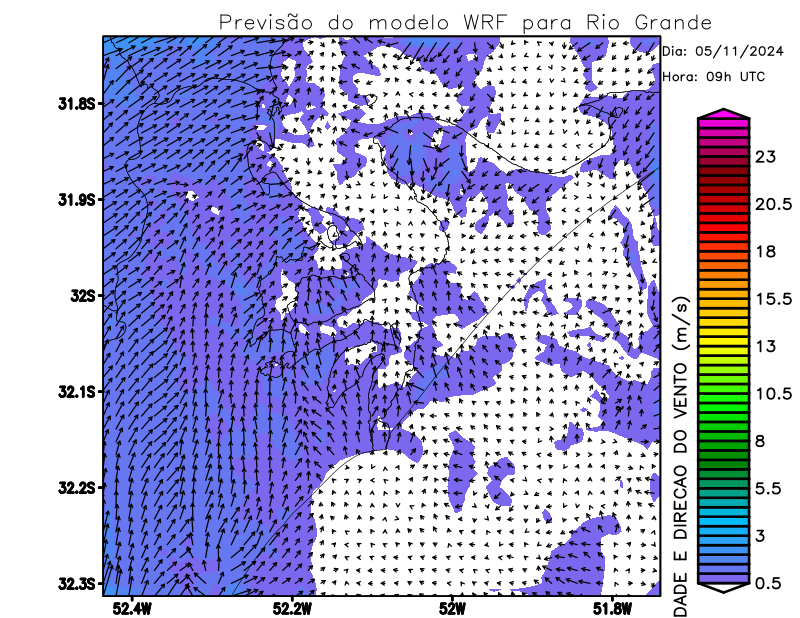 Previsão do modelo WRF para Rio Grande
Dia: 05/11/2024
Hora: 09h UTC
31.8S
31.9S
32S
32.1S
32.2S
32.3S
52.4W
52.2W
52W
51.8W
23
20.5
18
15.5
13
10.5
8
5.5
3
0.5
DADE E DIRECAO DO VENTO (m/s)